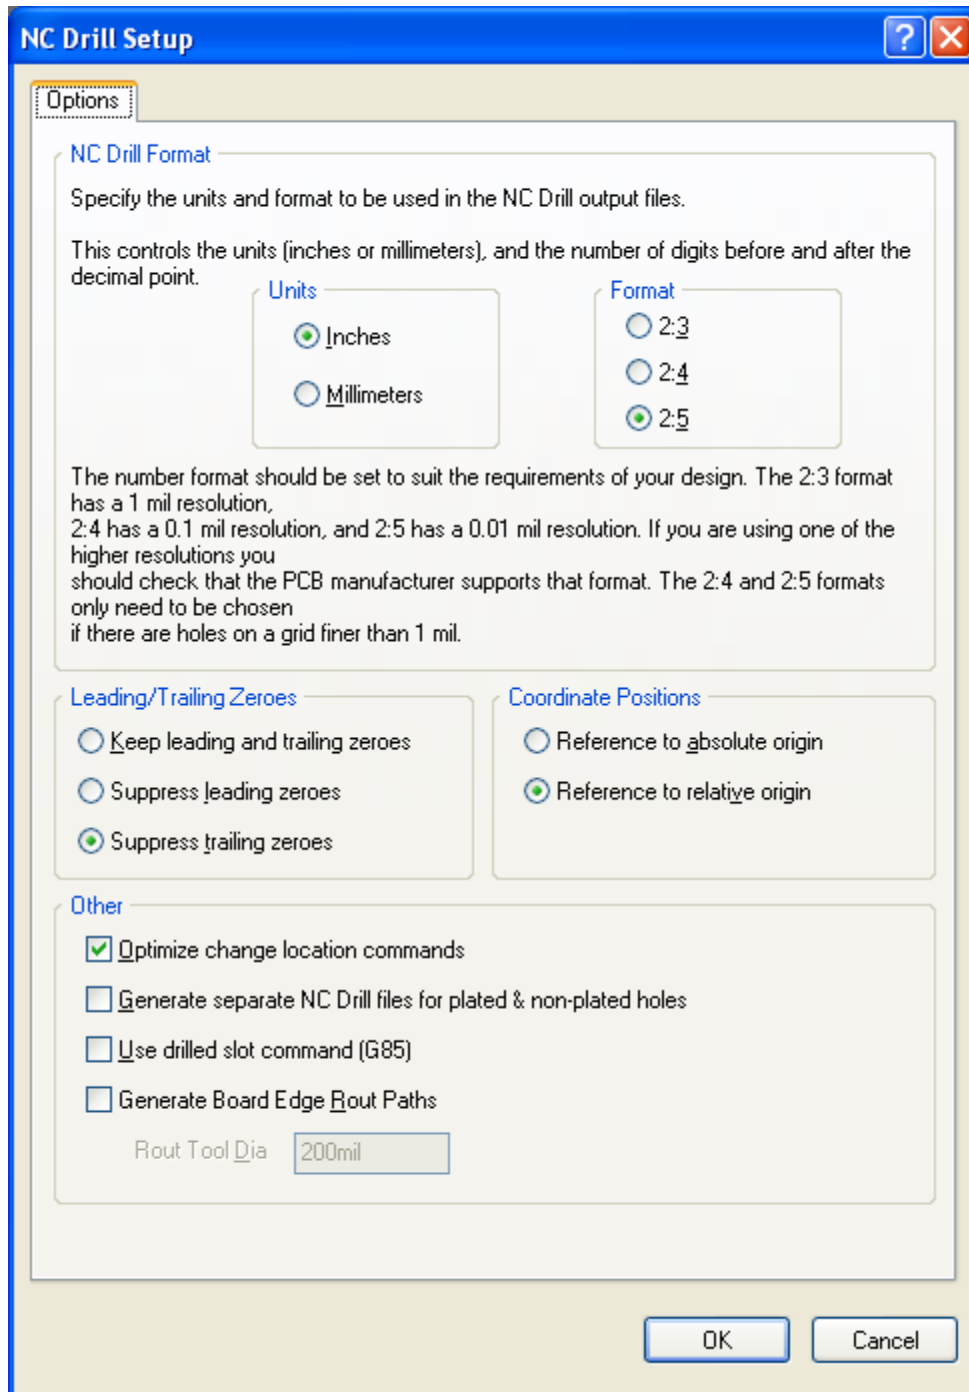 NC Drill Setup
Options
NC Drill Format
Specify the units and format to be used in the NC Drill output files.
This controls the units (inches or millimeters), and the number of digits before and after the
decimal point.
Units
Inches
Millimeters
Format
2:3
2:4
2:5
The number format should be set to suit the requirements of your design. The 2:3 format
has a 1 mil resolution,
2:4 has a 0.1 mil resolution, and 2:5 has a 0.01 mil resolution. If you are using one of the
higher resolutions you
should check that the PCB manufacturer supports that format. The 2:4 and 2:5 formats
only need to be chosen
if there are holes on a grid finer than 1 mil.
Leading/Trailing Zeroes
Keep leading and trailing zeroes
Suppress leading zeroes
Suppress trailing zeroes
Coordinate Positions
Reference to absolute origin
Reference to relative origin
Other
Optimize change location commands
Generate separate NC Drill files for plated & non-plated holes
Use drilled slot command (G85)
Generate Board Edge Rout Paths
Rout Tool Dia 200mil
OK Cancel